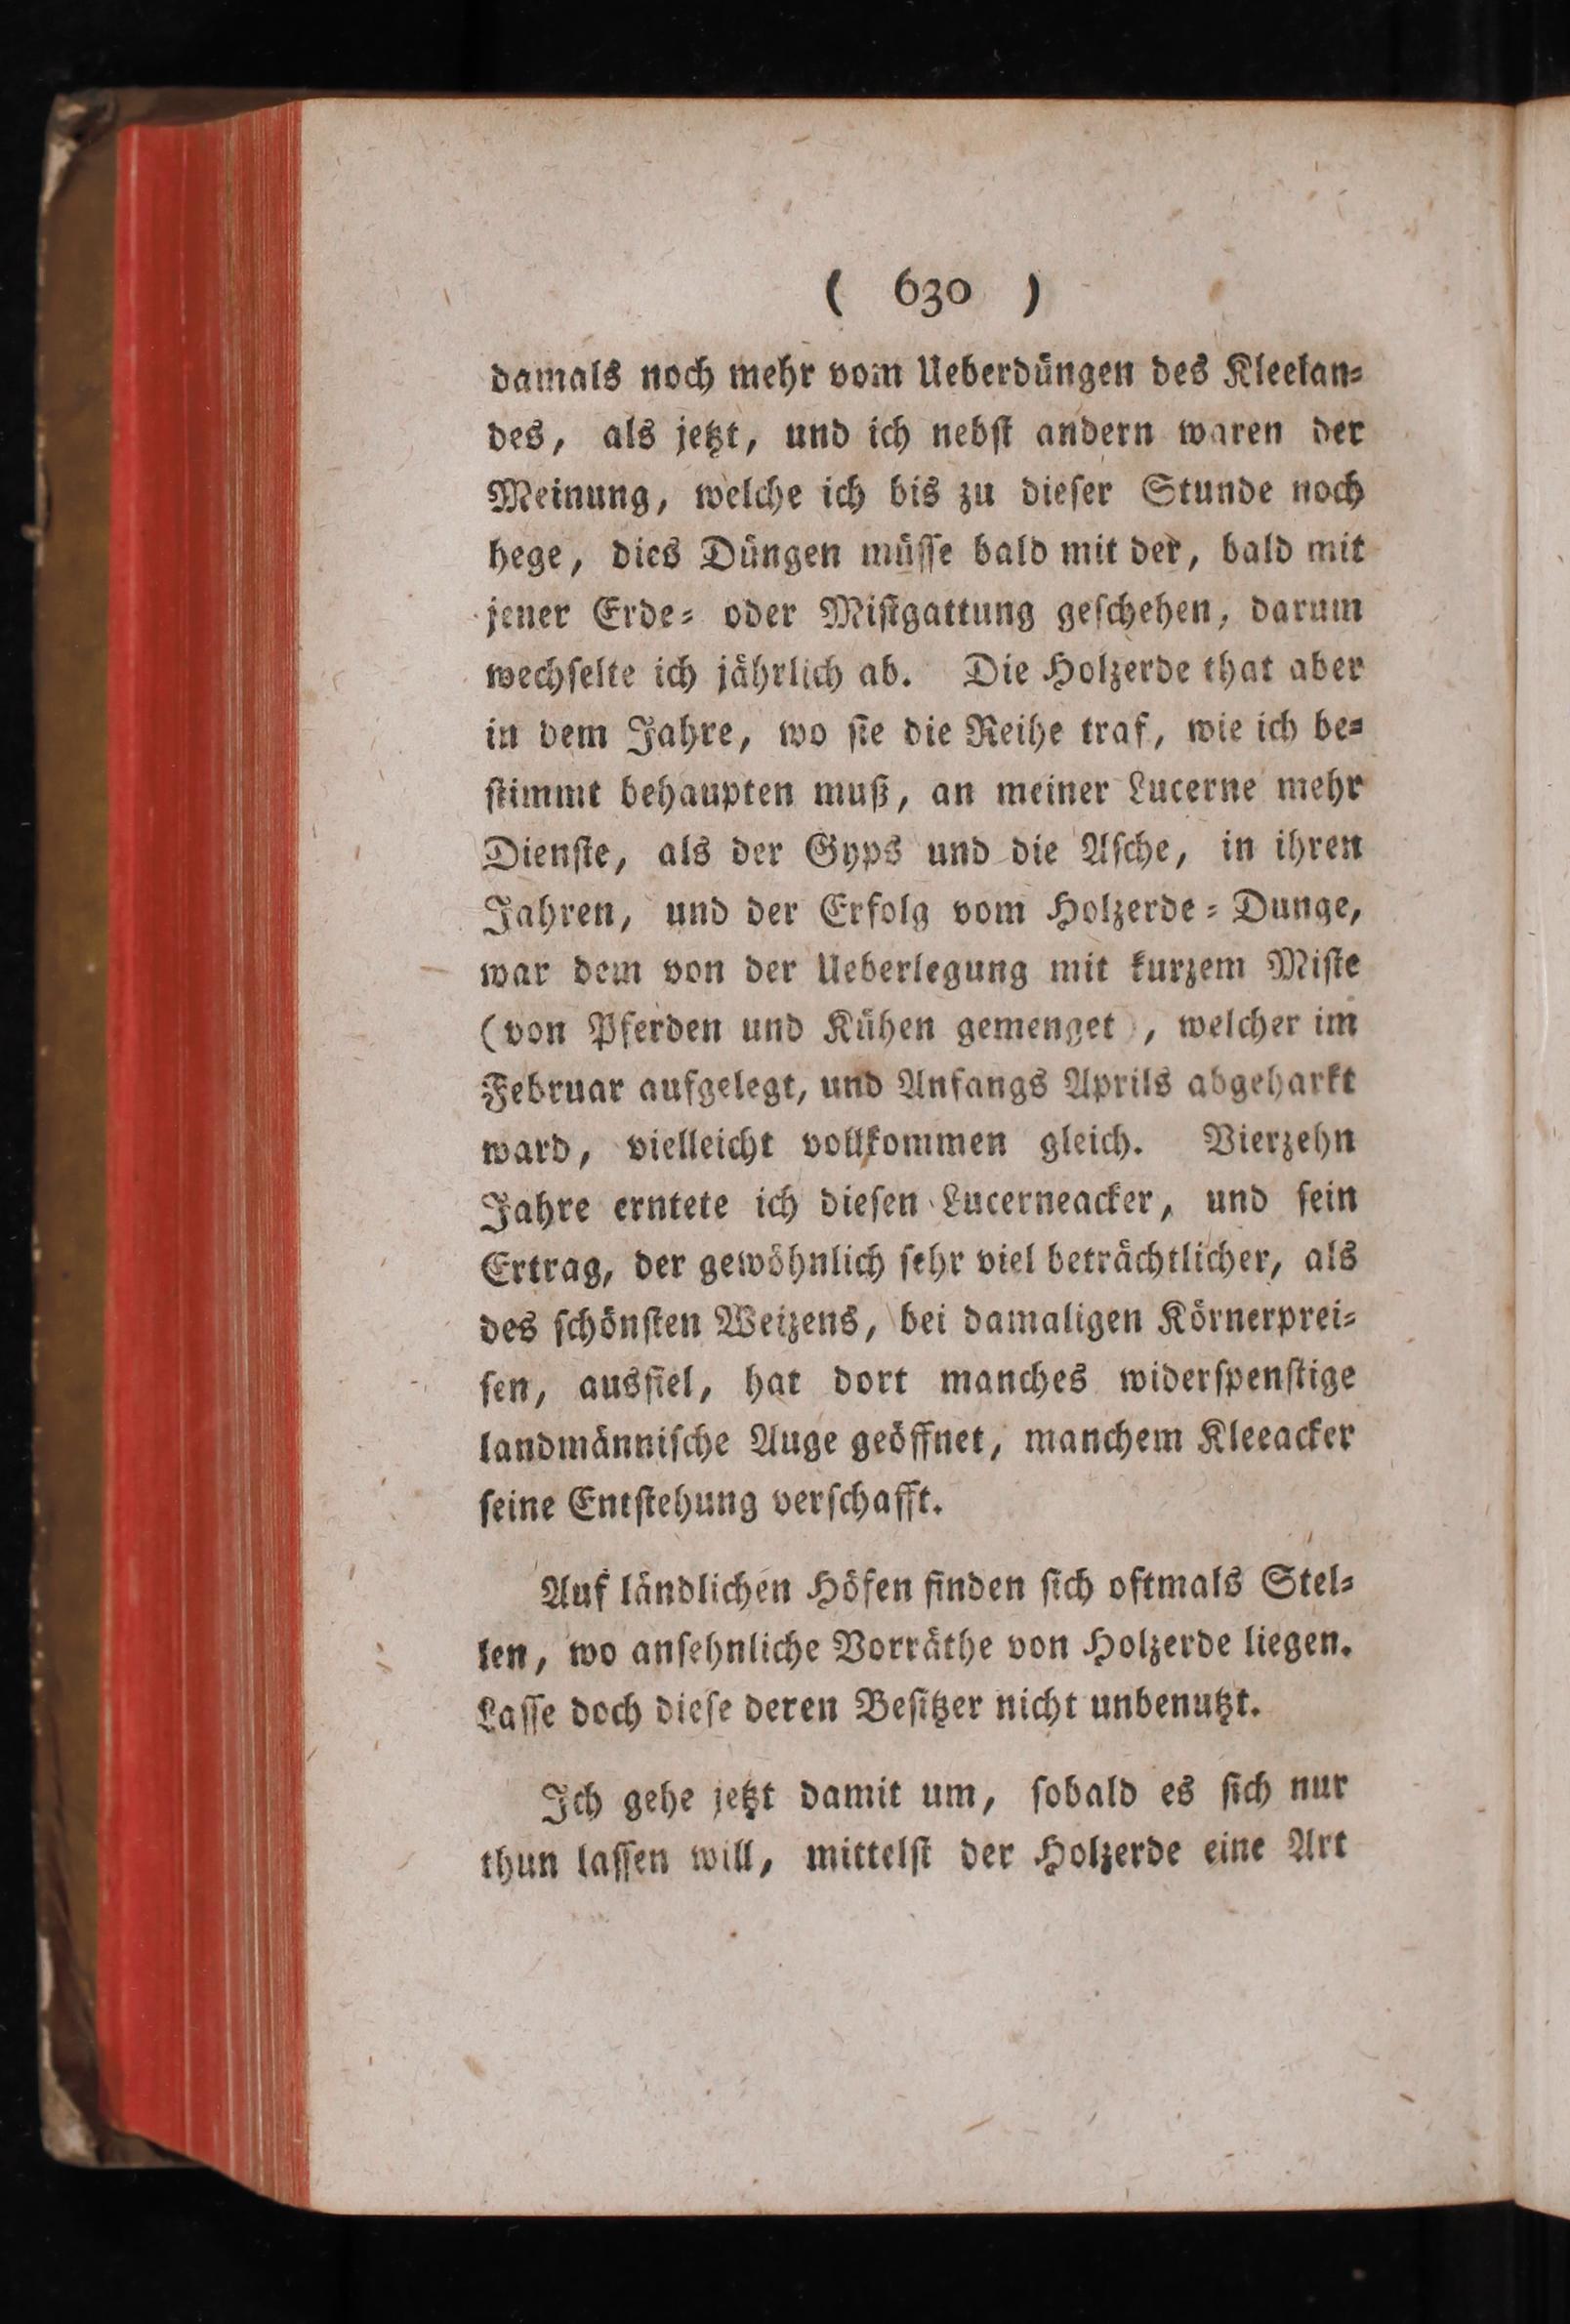 ( 630 )
damals noch mehr vom Ueberdüngen des Kleelan⸗
des, als jetzt, und ich nebſt andern waren der
Meinung, welche ich bis zu dieſer Stunde noch
hege, dies Düngen müſſe bald mit der, bald mit
jener Erde⸗ oder Miſtgattung geſchehen, darum
wechſelte ich jährlich ab. Die Holzerde that aber
in dem Jahre, wo ſie die Reihe traf, wie ich be⸗
ſtimmt behaupten muß, an meiner Lucerne mehr
Dienſte, als der Gyps und die Aſche, in ihren
Jahren, und der Erfolg vom Holzerde⸗Dunge,
war dem von der Ueberlegung mit kurzem Miſte
(von Pferden und Kühen gemenget), welcher im
Februar aufgelegt, und Anfangs Aprils abgeharkt
ward, vielleicht vollkommen gleich. Vierzehn
Jahre erntete ich dieſen Lucerneacker, und ſein
Ertrag, der gewöhnlich ſehr viel beträchtlicher, als
des ſchönſten Weizens, bei damaligen Körnerprei⸗
ſen, ausfiel, hat dort manches widerſpenſtige
landmänniſche Auge geöffnet, manchem Kleeacker
ſeine Entſtehung verſchafft.
Auf ländlichen Höfen finden ſich oftmals Stel⸗
len, wo anſehnliche Vorräthe von Holzerde liegen.
Laſſe doch dieſe deren Beſitzer nicht unbenutzt.
Ich gehe jetzt damit um, ſobald es ſich nur
thun laſſen will, mittelſt der Holzerde eine Art